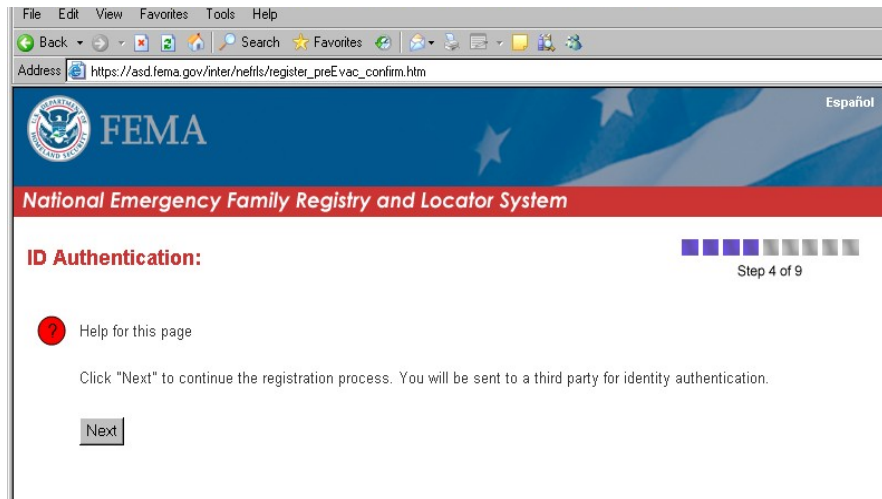 File Edit View Favorites Tools Help
Back Search Favorites
Address https://asd.fema.gov/inter/nefrls/register_preEvac_confirm.htm
Español
FEMA
National Emergency Family Registry and Locator System
ID Authentication:
Step 4 of 9
? Help for this page
Click "Next" to continue the registration process. You will be sent to a third party for identity authentication.
Next